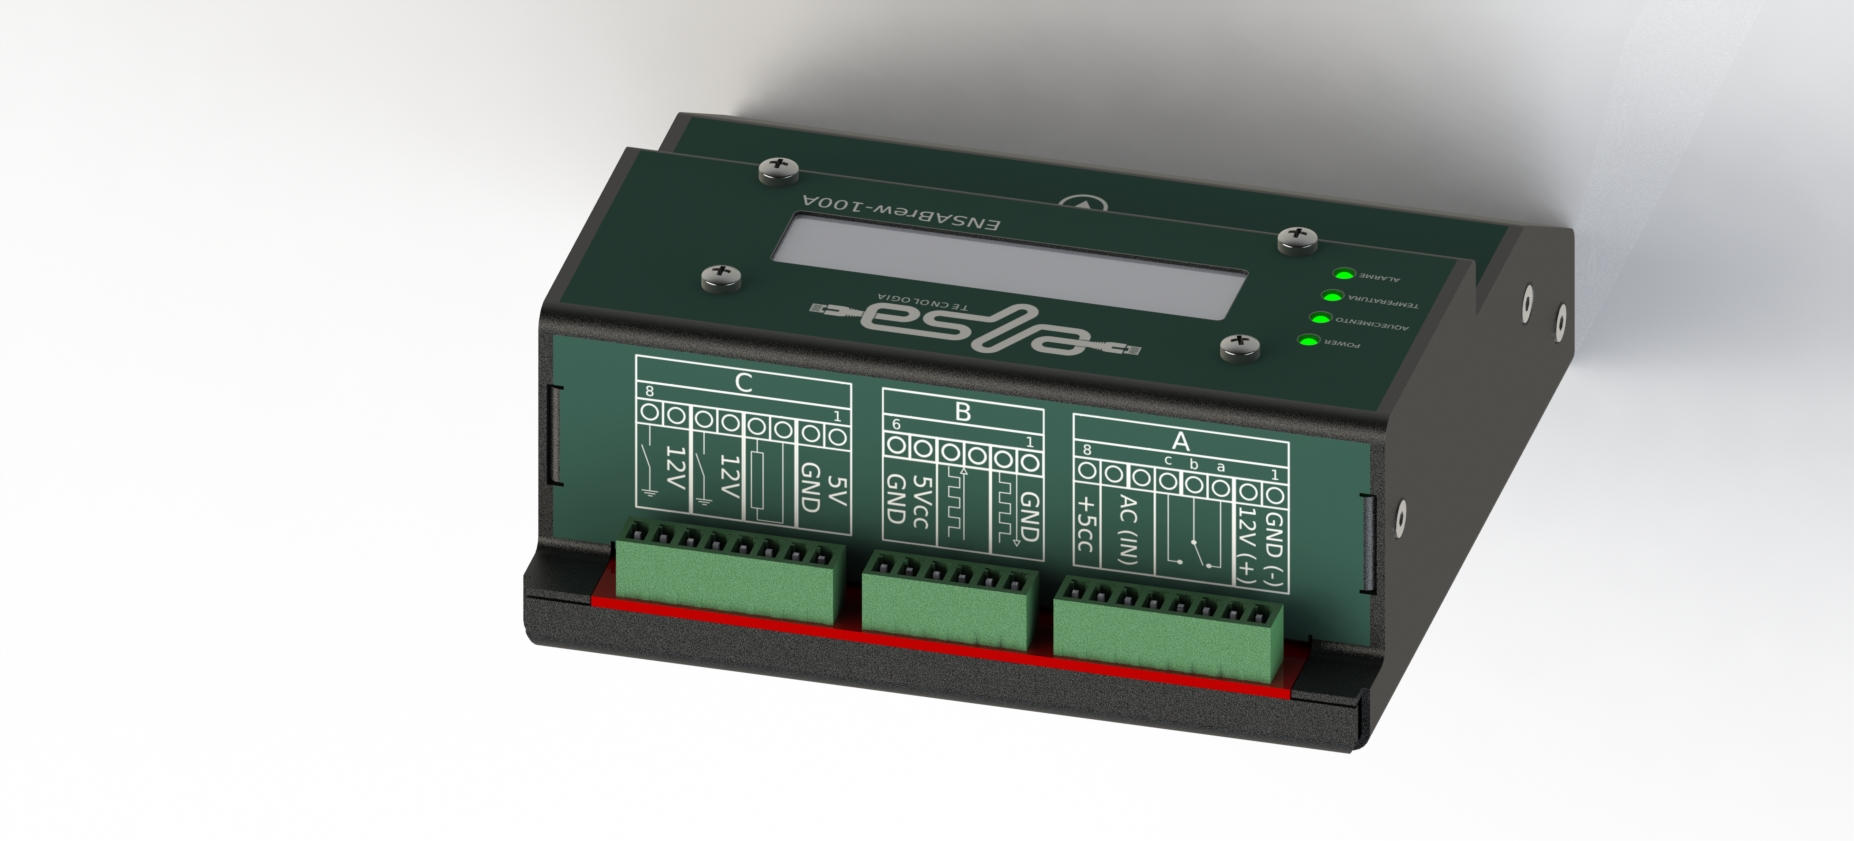 ENSABrew-100A
ALARME
TEMPERATURA
AQUECIMENTO
POWER
elsa
TECNOLOGIA
C
8 1
12V
12V
GND
5V
B
6 1
GND
5Vcc
GND
A
8 c b a 1
+5cc
AC (IN)
12V (+)
GND (-)